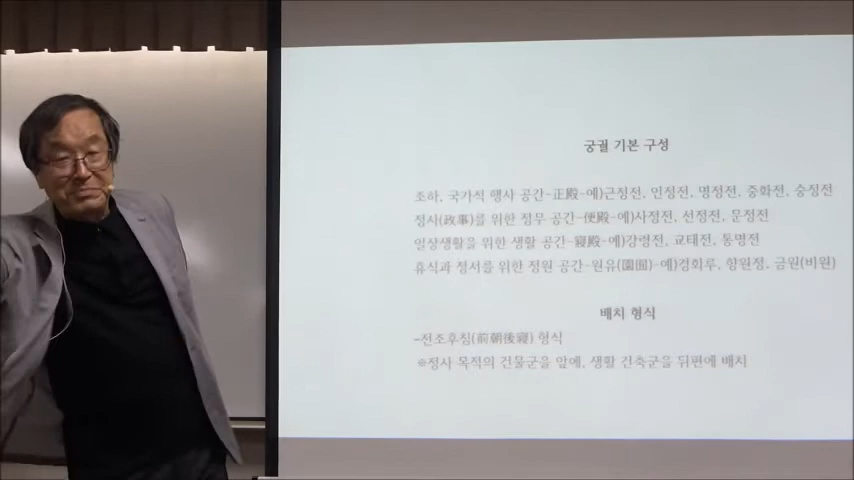 궁궐 기본 구성
조하, 국가적 행사 공간-正殿-예)근정전, 인정전, 명정전, 중화전, 숭정전
정사(政事)를 위한 정무 공간-便殿-예)사정전, 선정전, 문정전
일상생활을 위한 생활 공간-寢殿-예)강령전, 교태전, 통명전
휴식과 정서를 위한 정원 공간-원유(園囿)-예)경회루, 향원정, 금원(비원)
배치 형식
-전조후침(前朝後寢) 형식
※정사 목적의 건물군을 앞에, 생활 건축군을 뒤편에 배치